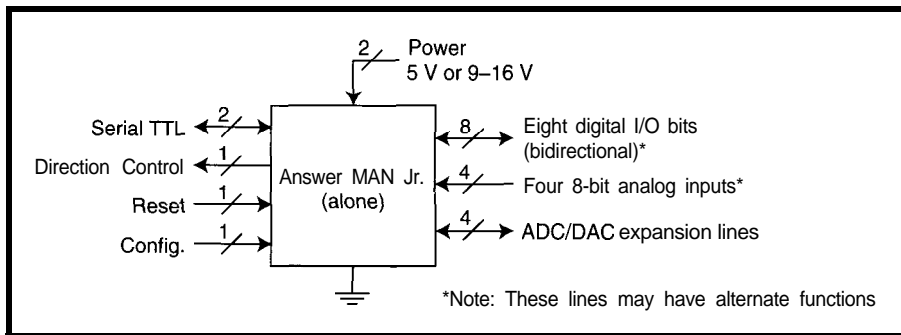 2
Power
5 V or 9–16 V
Serial TTL
2
Direction Control
1
Reset
1
Config.
1
Answer MAN Jr.
(alone)
8
Eight digital I/O bits
(bidirectional)*
4
Four 8-bit analog inputs*
4
ADC/DAC expansion lines
*Note: These lines may have alternate functions